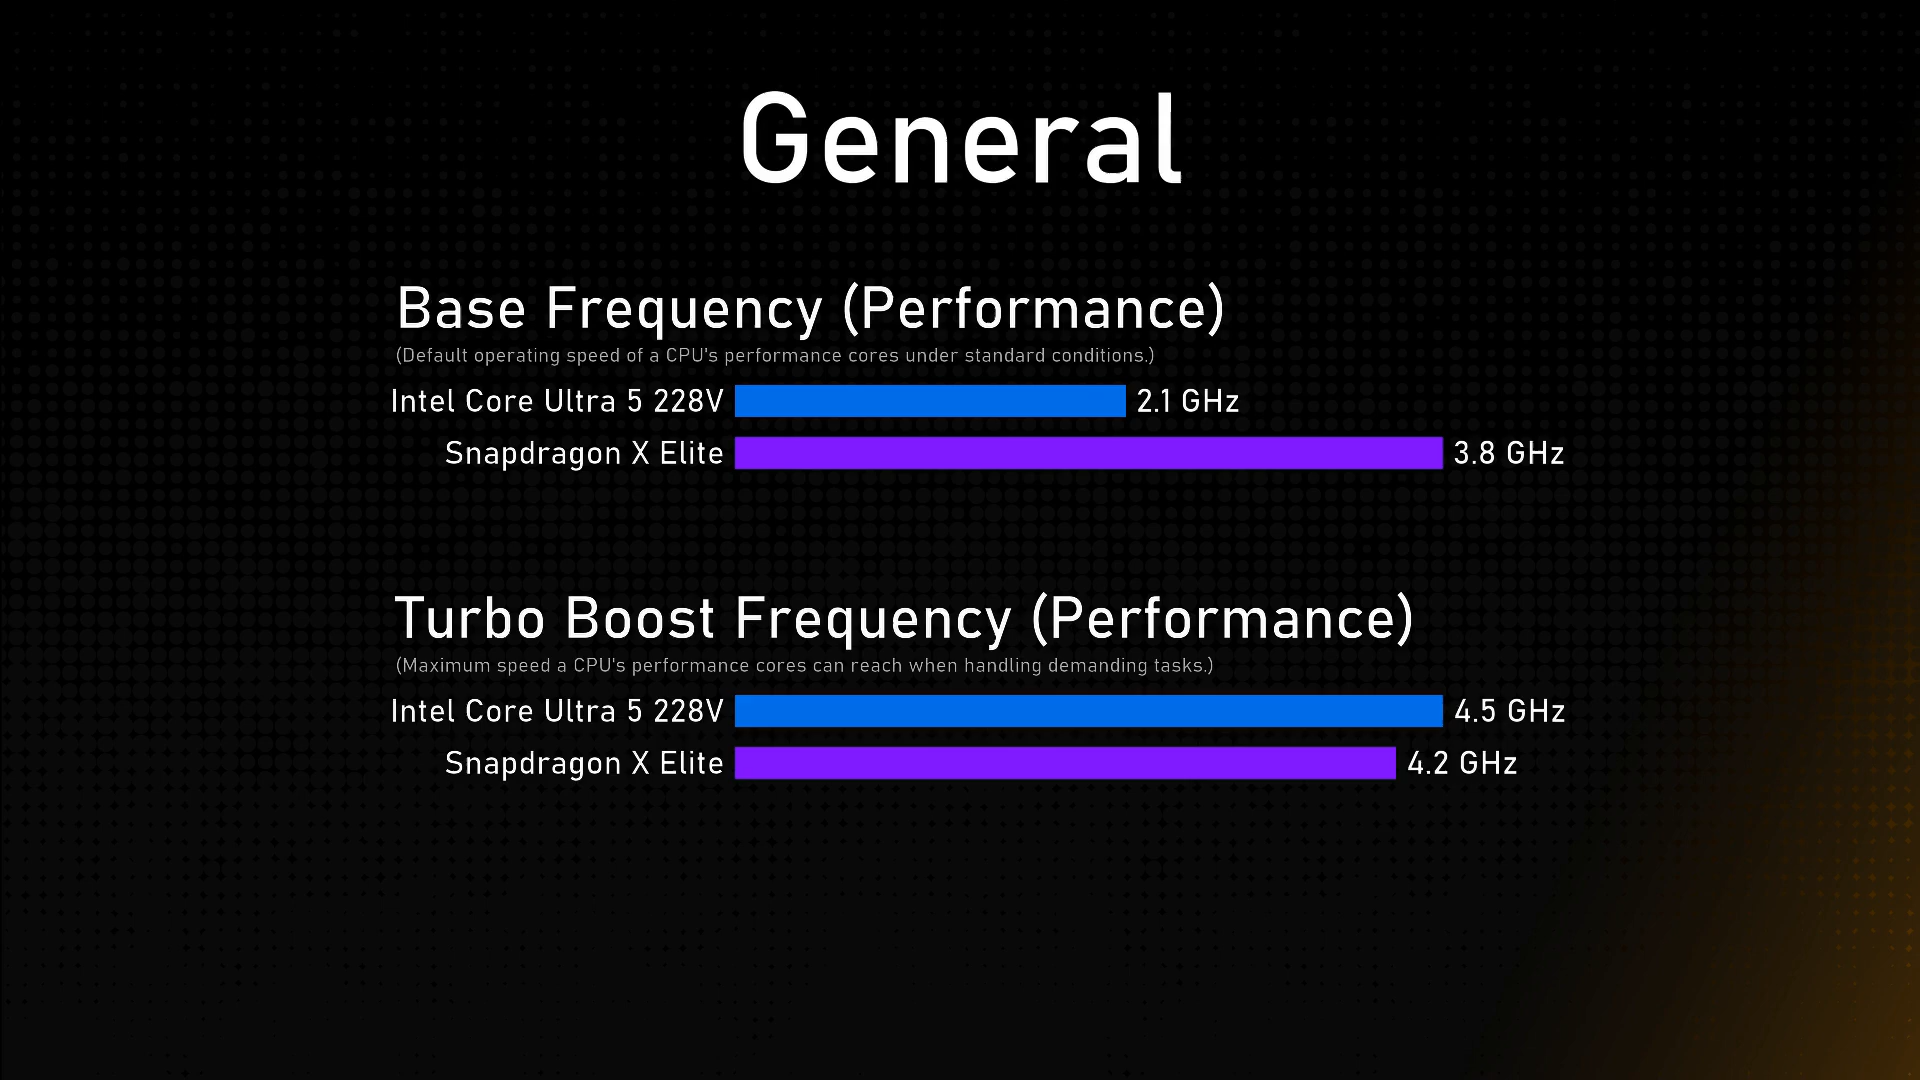 General
Base Frequency (Performance)
(Default operating speed of a CPU's performance cores under standard conditions.)
Intel Core Ultra 5 228V 2.1 GHz
Snapdragon X Elite 3.8 GHz
Turbo Boost Frequency (Performance)
(Maximum speed a CPU's performance cores can reach when handling demanding tasks.)
Intel Core Ultra 5 228V 4.5 GHz
Snapdragon X Elite 4.2 GHz